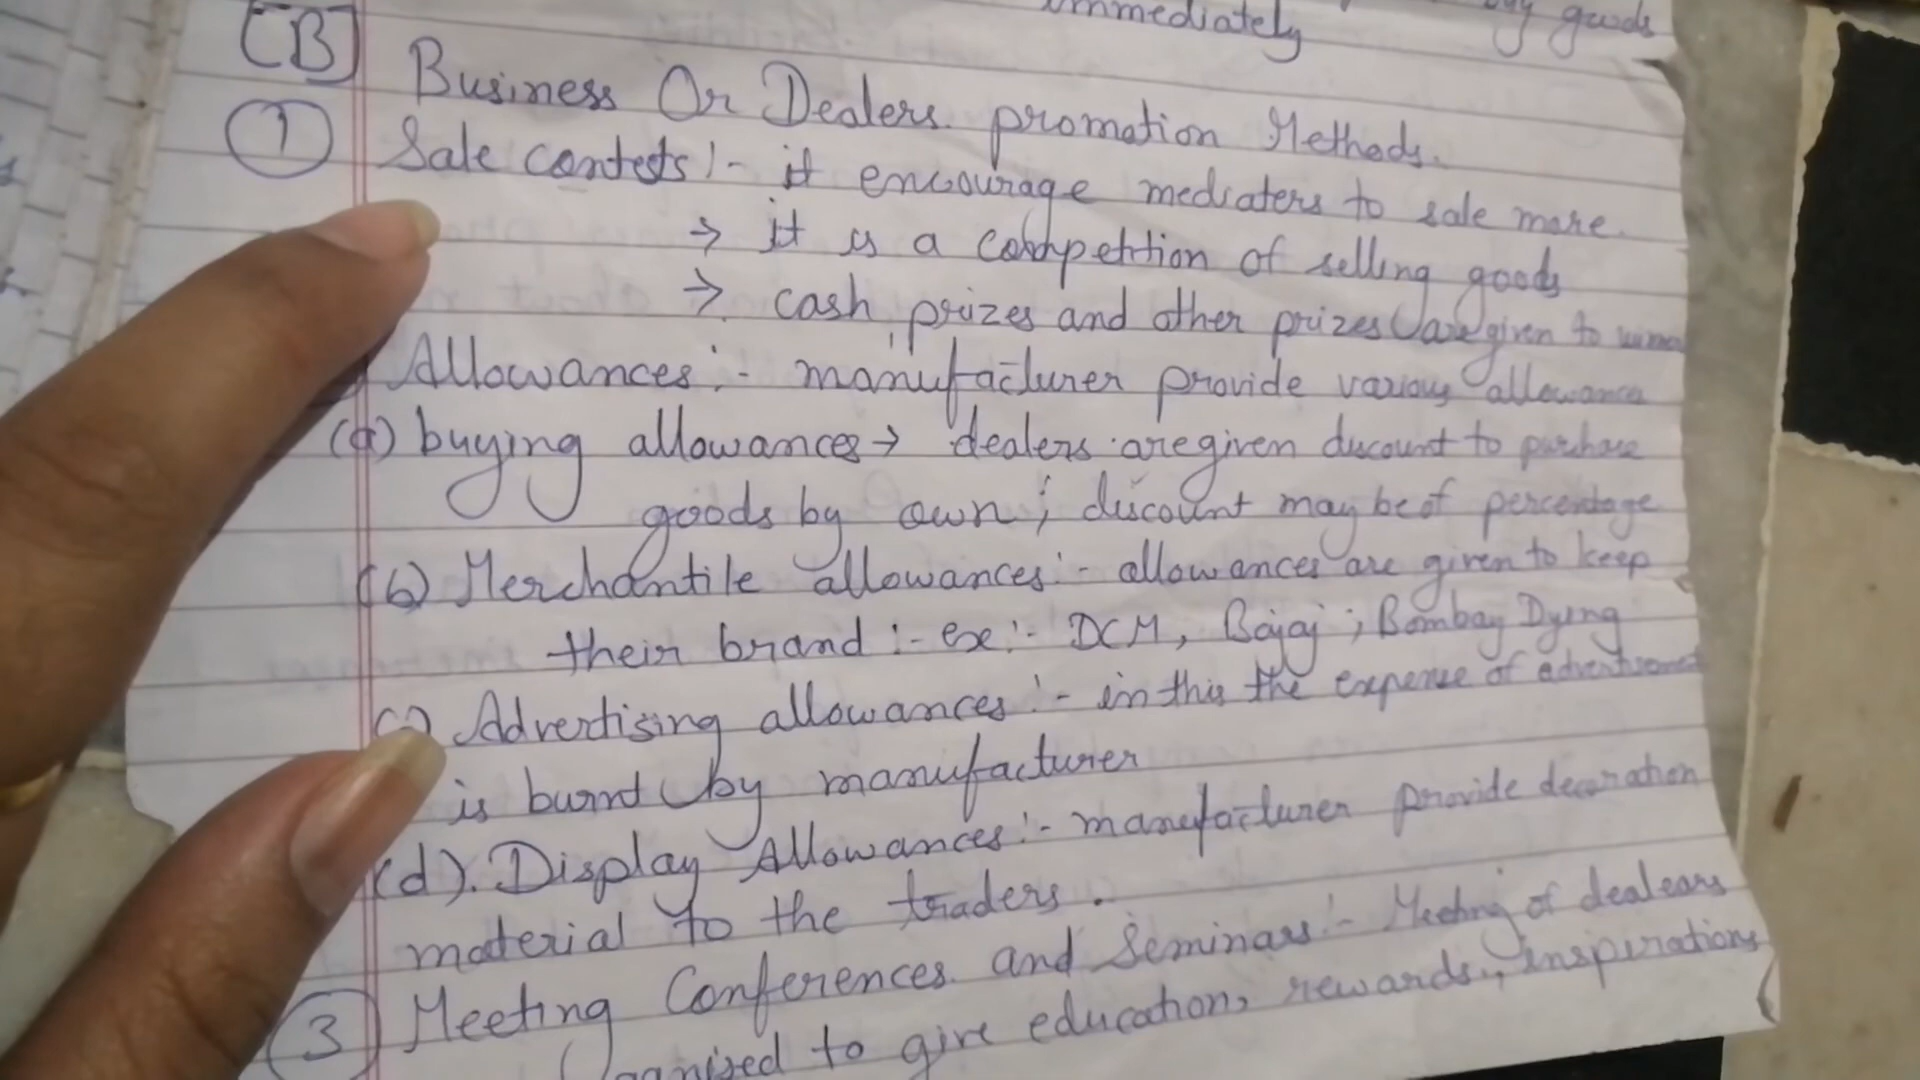 immediately goods
[B] Business Or Dealers promotion Methods.
① Sale contests :- it encourage mediaters to sale more.
→ it is a competition of selling goods
→ cash prizes and other prizes are given to
Allowances :- manufacturer provide various allowance
(a) buying allowances → dealers are given discount to purchase
goods by own ; discount may be of percentage
(b) Merchantile allowances :- allowances are given to keep
their brand :- ex :- DCM, Bajaj ; Bombay Dying
(c) Advertising allowances :- in this the expense of advertisement
is burnt by manufacturer
(d). Display Allowances :- manufacturer provide decoration
material to the traders.
③ Meeting Conferences and Seminars :- Meeting of dealears
to give education, rewards, inspirations